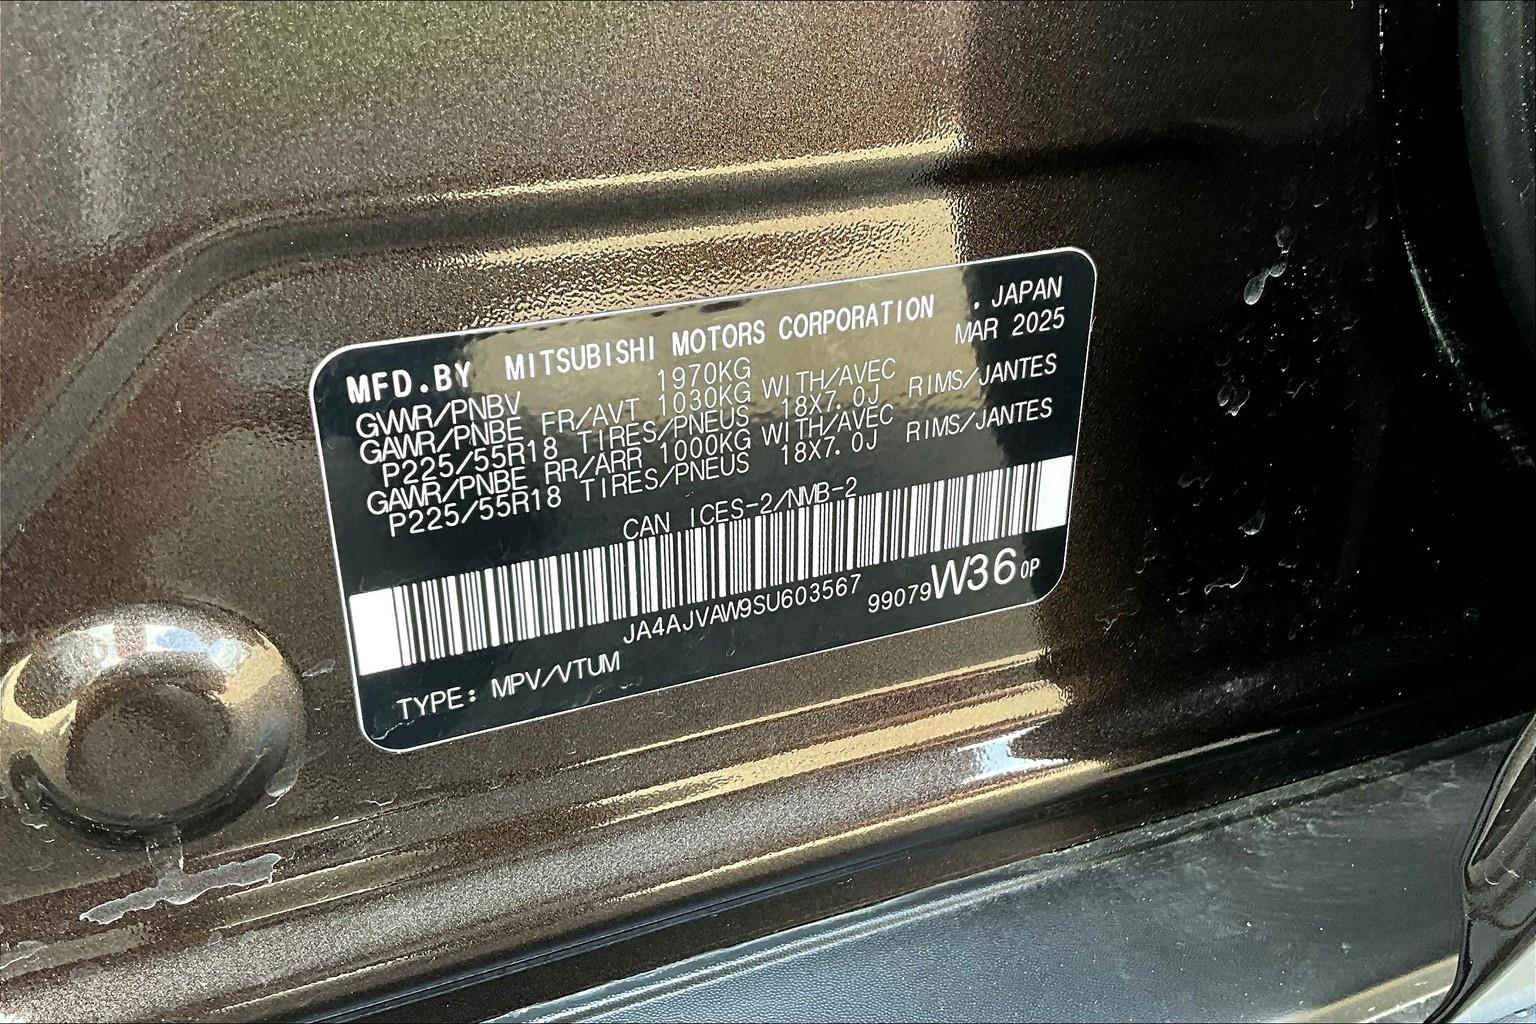 MFD.BY MITSUBISHI MOTORS CORPORATION . JAPAN
MAR 2025
GVWR/PNBV 1970KG
GAWR/PNBE FR/AVT 1030KG WITH/AVEC
P225/55R18 TIRES/PNEUS 18X7.0J RIMS/JANTES
GAWR/PNBE RR/ARR 1000KG WITH/AVEC
P225/55R18 TIRES/PNEUS 18X7.0J RIMS/JANTES
CAN ICES-2/NMB-2
JA4AJVAW9SU603567
99079W360P
TYPE: MPV/VTUM